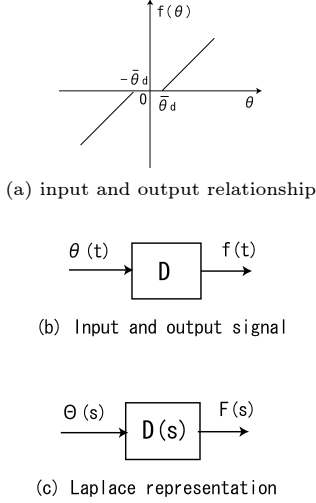 f(θ)
-θ̄d
0
θ̄d
θ
(a) input and output relationship
θ(t)
f(t)
D
(b) Input and output signal
Θ(s)
F(s)
D(s)
(c) Laplace representation